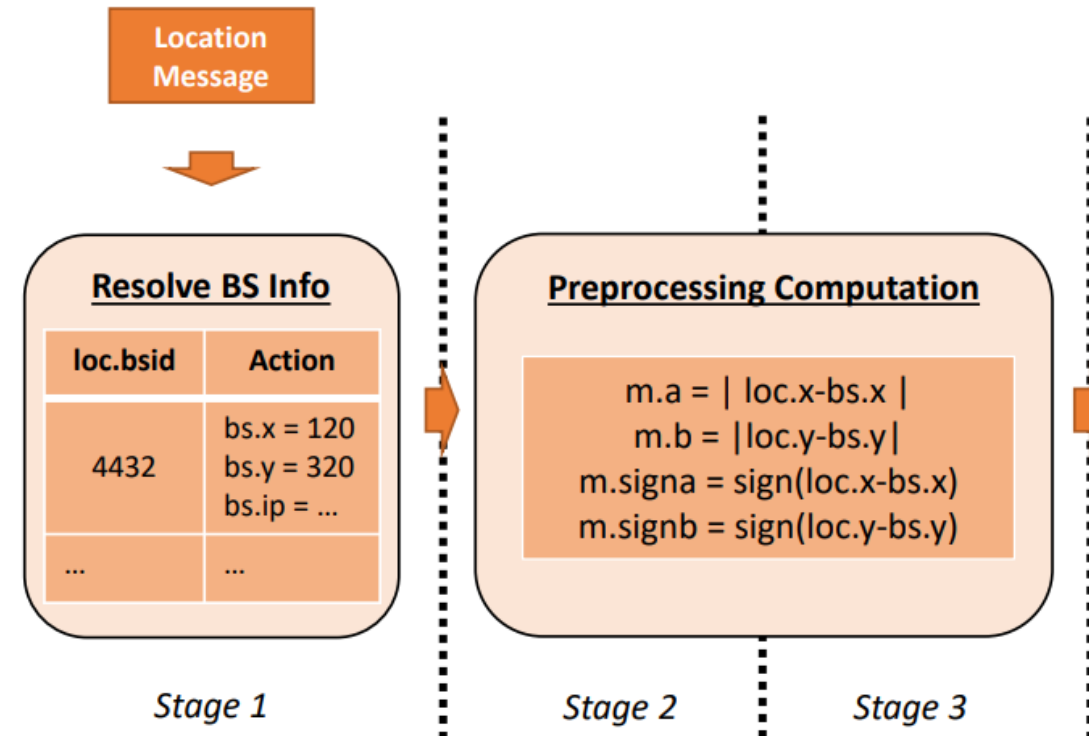 Location
Message
Resolve BS Info
loc.bsid Action
4432
bs.x = 120
bs.y = 320
bs.ip = ...
... ...
Preprocessing Computation
m.a = | loc.x-bs.x |
m.b = |loc.y-bs.y|
m.signa = sign(loc.x-bs.x)
m.signb = sign(loc.y-bs.y)
Stage 1
Stage 2
Stage 3